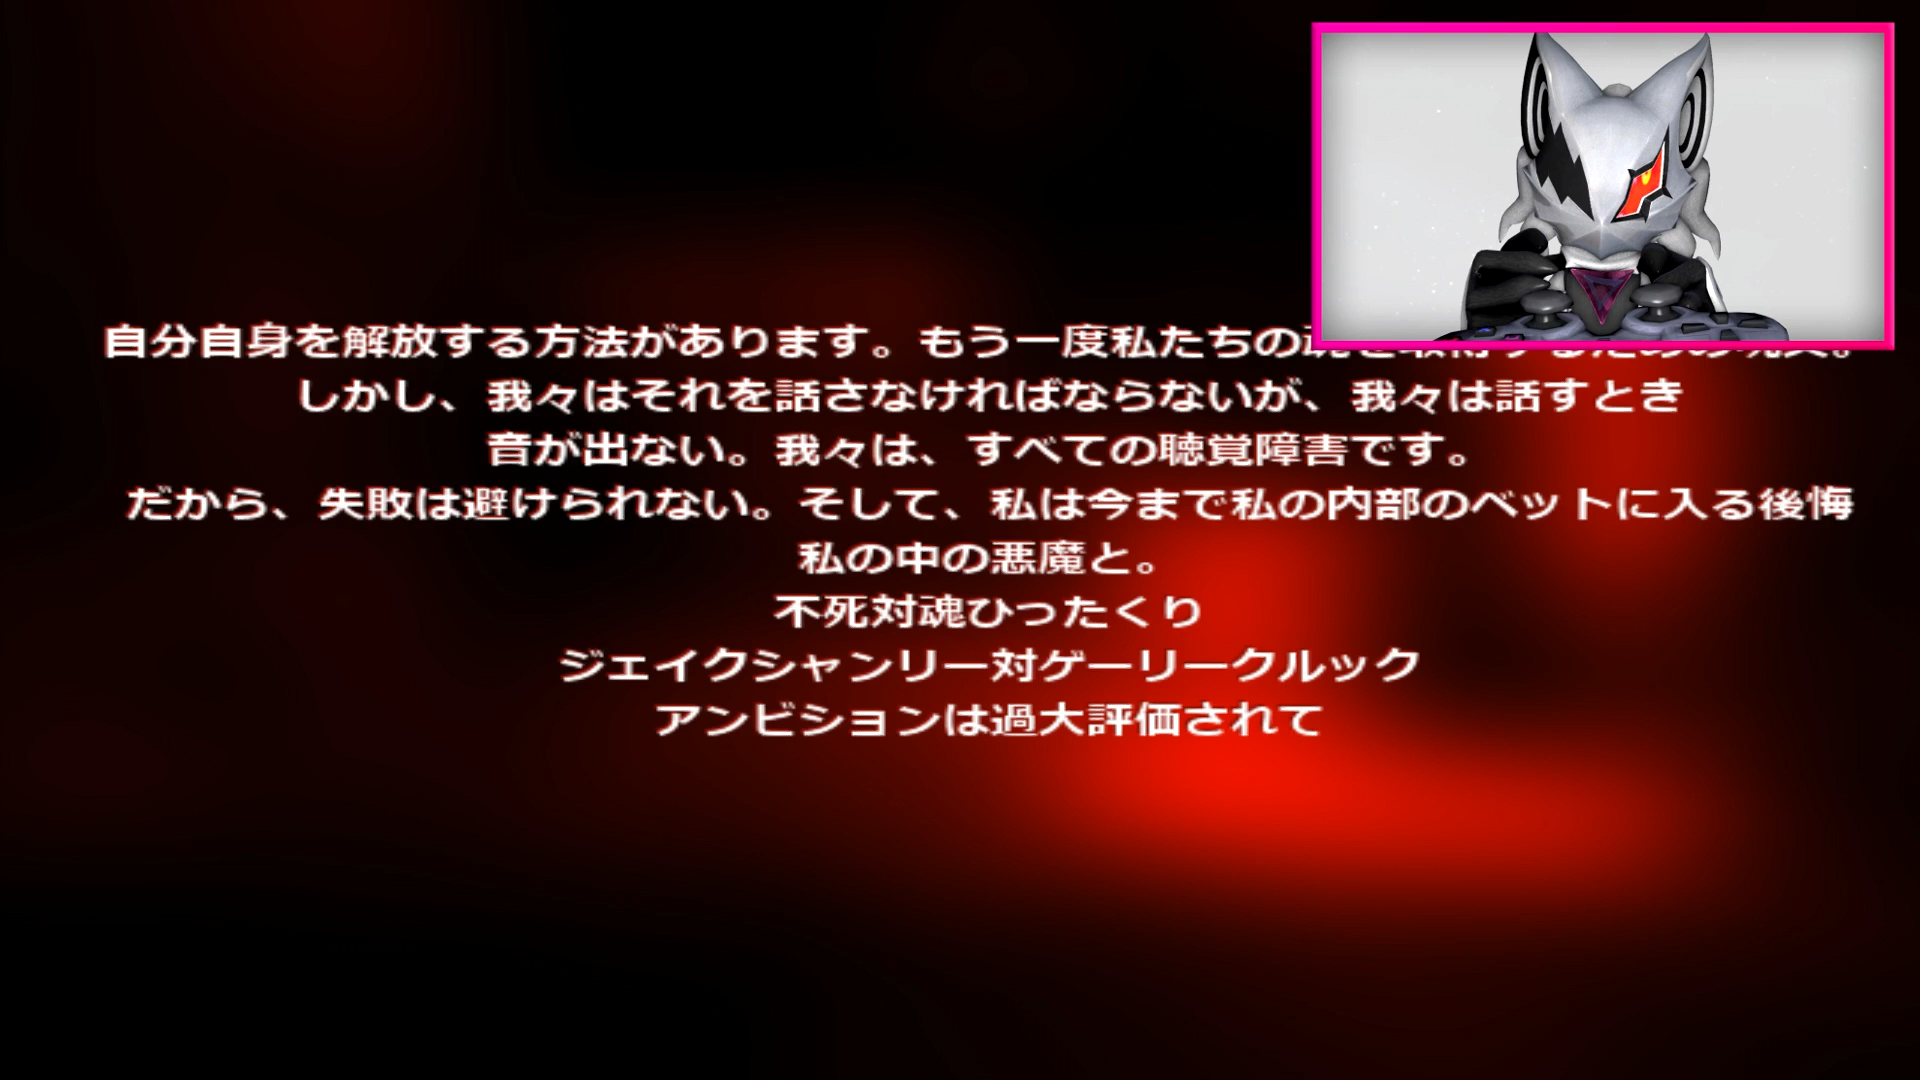 自分自身を解放する方法があります。もう一度私たちの
しかし、我々はそれを話さなければならないが、我々は話すとき
音が出ない。我々は、すべての聴覚障害です。
だから、失敗は避けられない。そして、私は今まで私の内部のベットに入る後悔
私の中の悪魔と。
不死対魂ひったくり
ジェイクシャンリー対ゲーリークルック
アンビションは過大評価されて